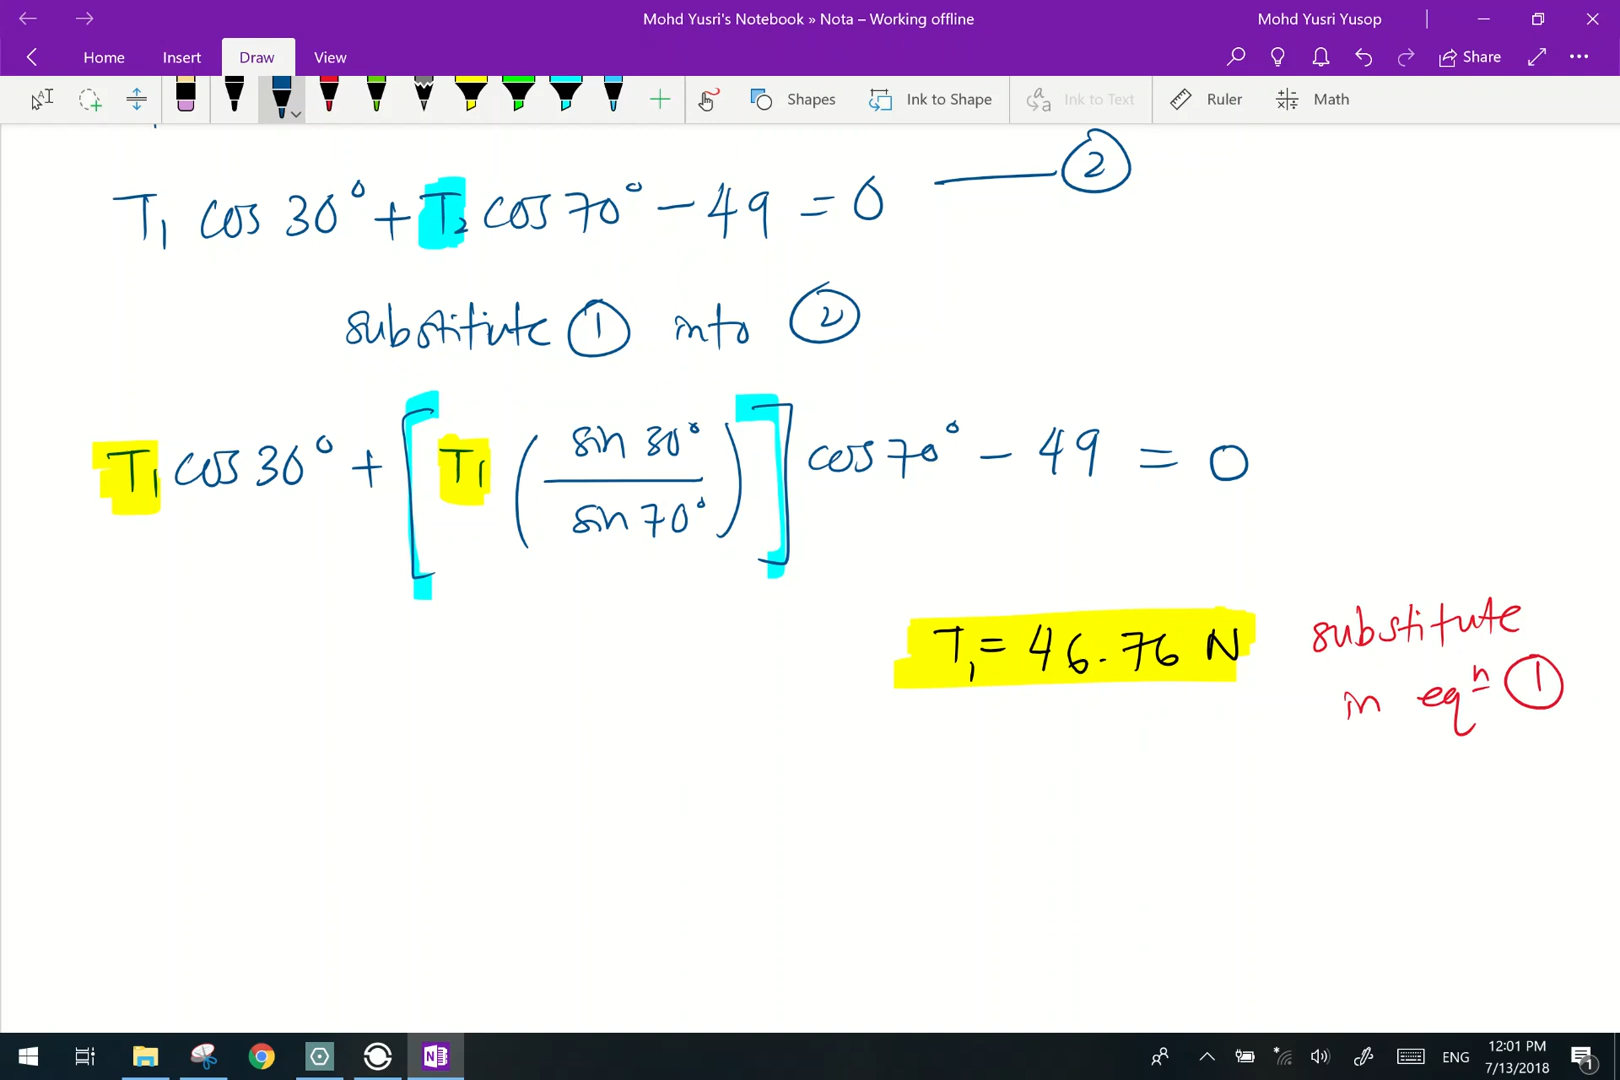 Mohd Yusri's Notebook » Nota – Working offline
Mohd Yusri Yusop
Home Insert Draw View
Share
Shapes Ink to Shape Ink to Text Ruler Math
T₁ cos 30° + T₂ cos 70° – 49 = 0 —— ②
substitute ① into ②
T₁ cos 30° + [ T₁ ( sin 30° / sin 70° ) ] cos 70° – 49 = 0
T₁ = 46.76 N
substitute
in eqⁿ ①
ENG
12:01 PM
7/13/2018
1